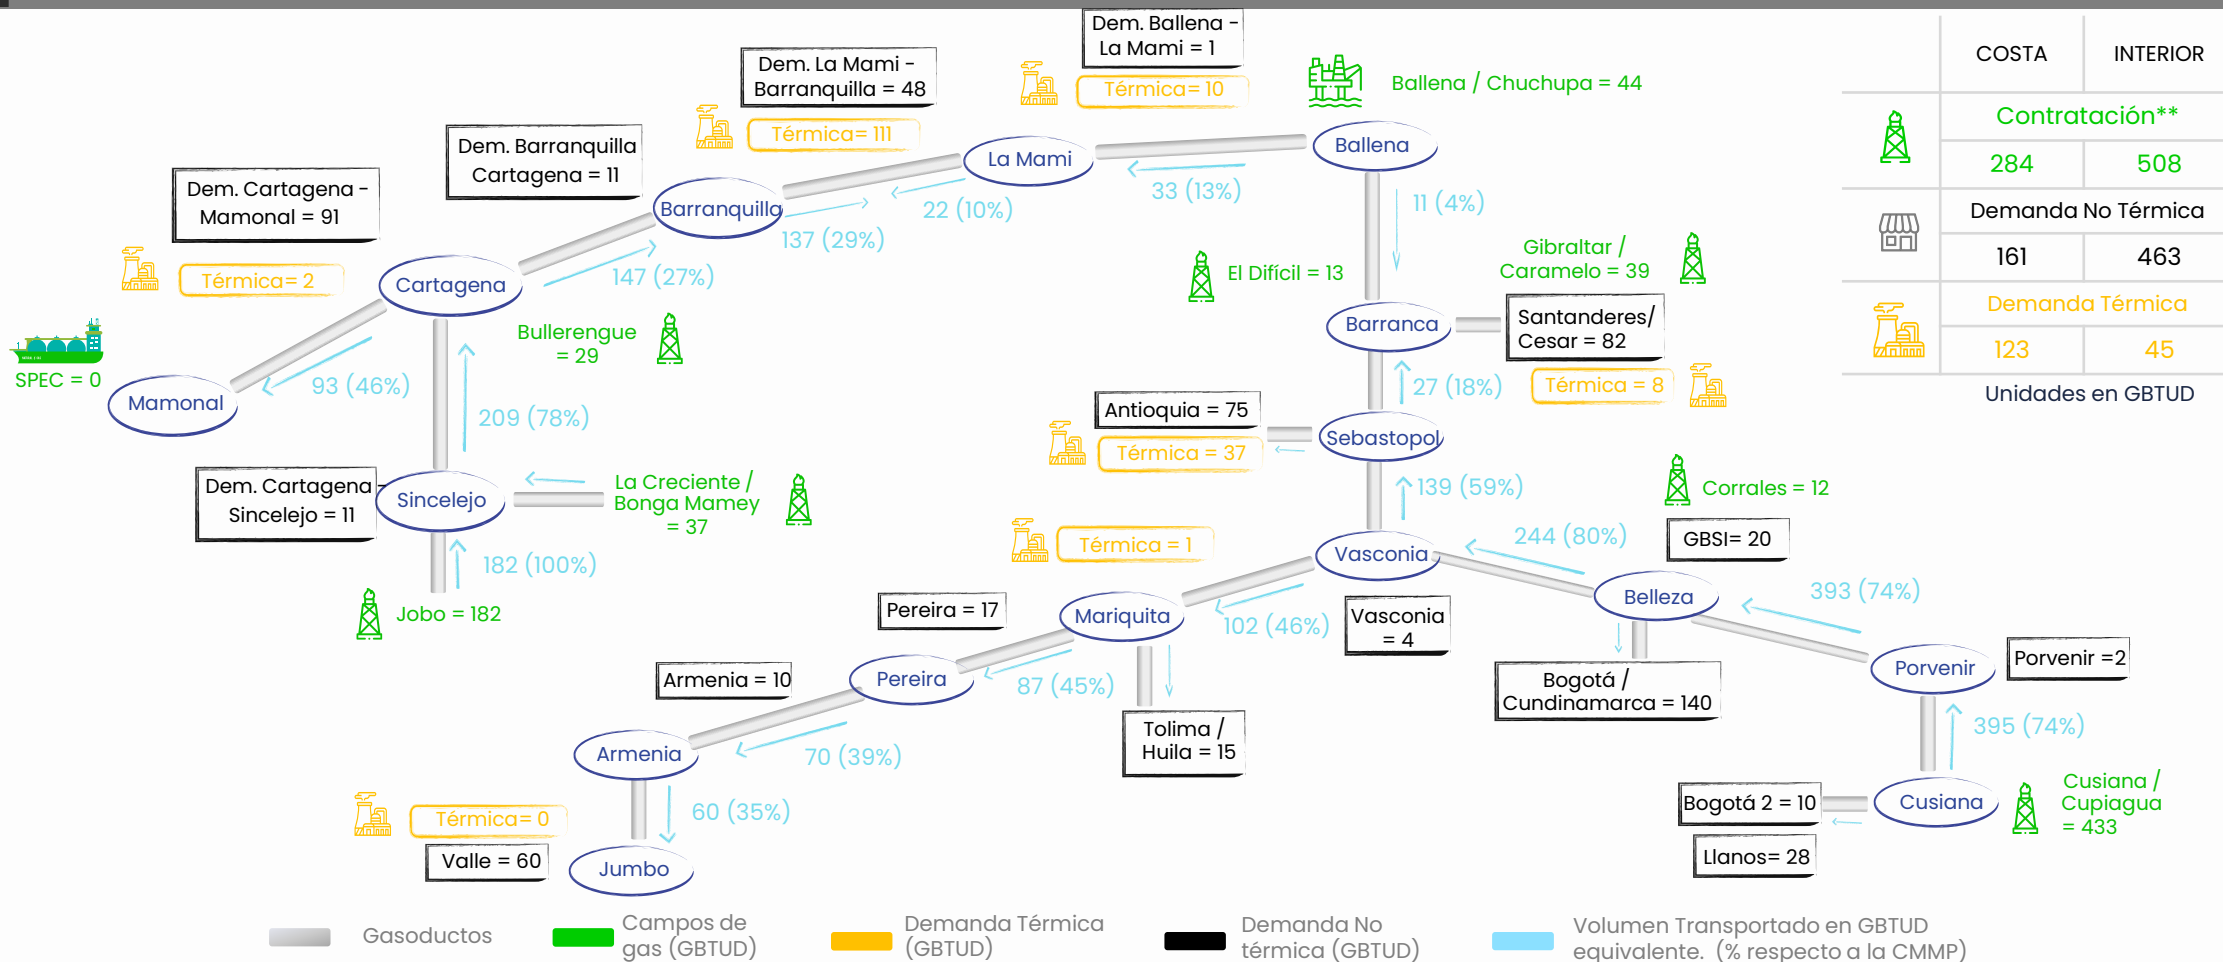 Dem. Ballena -
La Mami = 1
Térmica= 10
Dem. La Mami -
Barranquilla = 48
Térmica= 111
Ballena / Chuchupa = 44
Dem. Barranquilla
Cartagena = 11
Dem. Cartagena -
Mamonal = 91
Térmica= 2
La Mami
Ballena
Barranquilla
33 (13%)
22 (10%)
137 (29%)
147 (27%)
11 (4%)
Cartagena
El Difícil = 13
Gibraltar /
Caramelo = 39
Bullerengue
= 29
SPEC = 0
Mamonal
93 (46%)
209 (78%)
Barranca
Santanderes/
Cesar = 82
Térmica = 8
27 (18%)
Antioquia = 75
Térmica = 37
Sebastopol
Dem. Cartagena -
Sincelejo = 11
Sincelejo
La Creciente /
Bonga Mamey
= 37
139 (59%)
Corrales = 12
182 (100%)
Jobo = 182
Térmica = 1
Vasconia
244 (80%)
GBSI= 20
Belleza
393 (74%)
Pereira = 17
Mariquita
102 (46%)
Vasconia
= 4
Armenia = 10
Pereira
87 (45%)
Bogotá /
Cundinamarca = 140
Porvenir
Porvenir =2
Tolima /
Huila = 15
395 (74%)
Armenia
70 (39%)
60 (35%)
Térmica= 0
Valle = 60
Jumbo
Bogotá 2 = 10
Cusiana
Cusiana /
Cupiagua
= 433
Llanos= 28
COSTA INTERIOR
Contratación**
284 508
Demanda No Térmica
161 463
Demanda Térmica
123 45
Unidades en GBTUD
Gasoductos
Campos de
gas (GBTUD)
Demanda Térmica
(GBTUD)
Demanda No
térmica (GBTUD)
Volumen Transportado en GBTUD
equivalente. (% respecto a la CMMP)